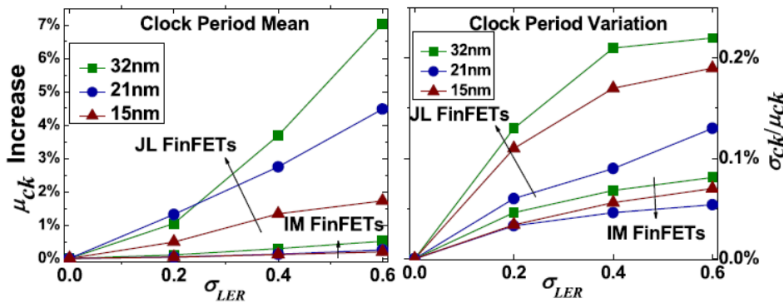 Clock Period Mean
7%
6%
5%
4%
3%
2%
1%
0%
μck Increase
32nm
21nm
15nm
JL FinFETs
IM FinFETs
0.0 0.2 0.4 0.6
σLER
Clock Period Variation
32nm
21nm
15nm
JL FinFETs
IM FinFETs
0.2%
0.1%
0.0%
σck/μck
0.0 0.2 0.4 0.6
σLER